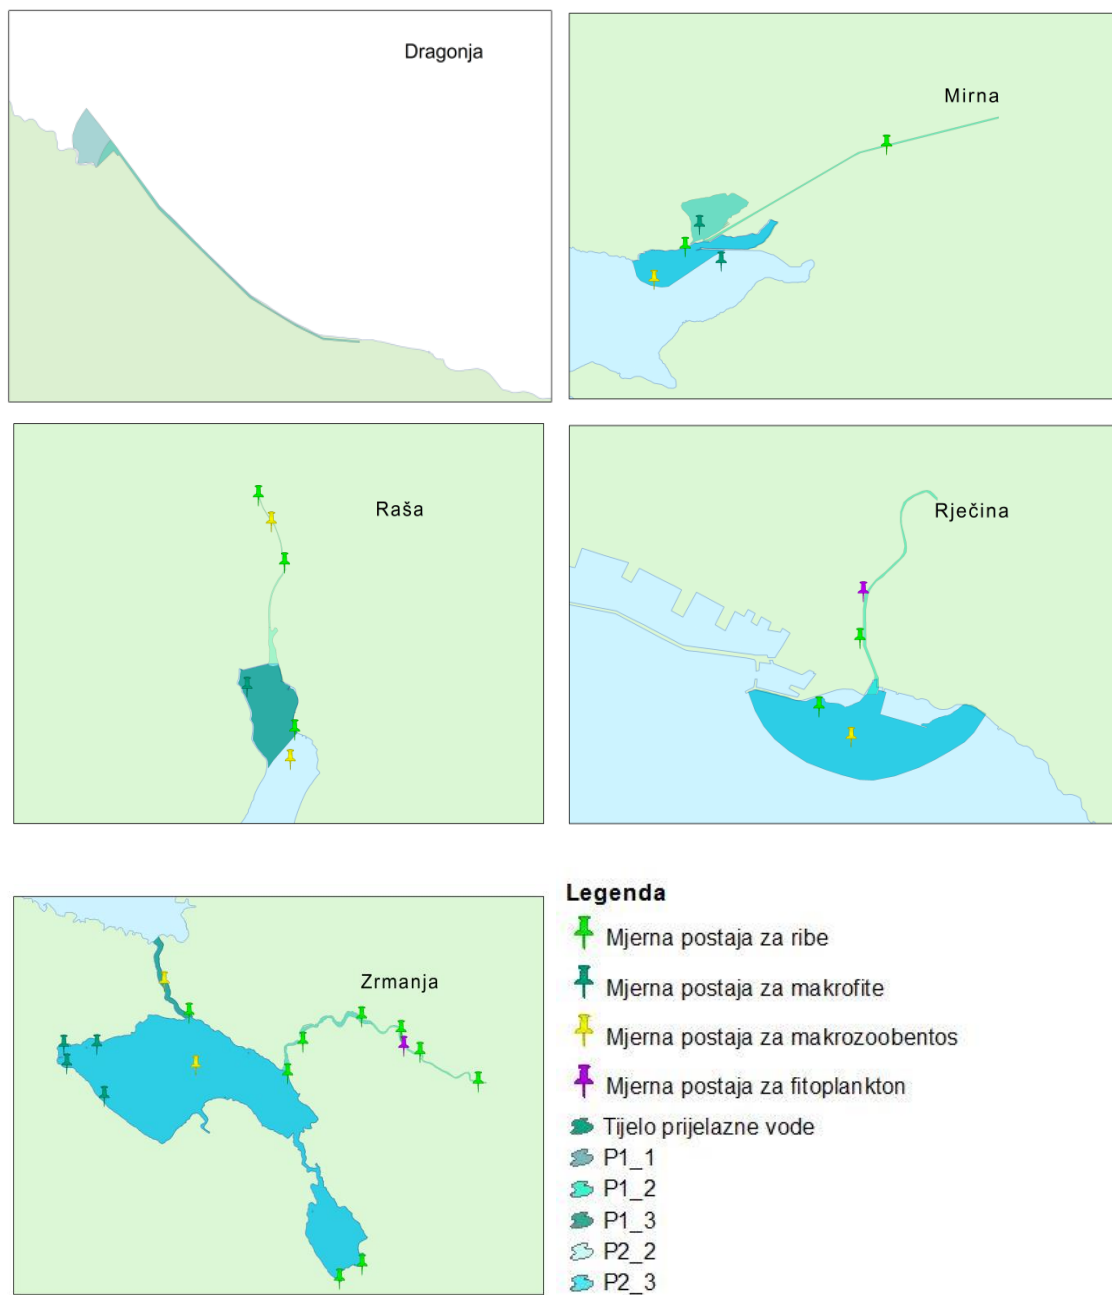 Dragonja
Mirna
Raša
Rječina
Zrmanja
Legenda
Mjerna postaja za ribe
Mjerna postaja za makrofite
Mjerna postaja za makrozoobentos
Mjerna postaja za fitoplankton
Tijelo prijelazne vode
P1_1
P1_2
P1_3
P2_2
P2_3